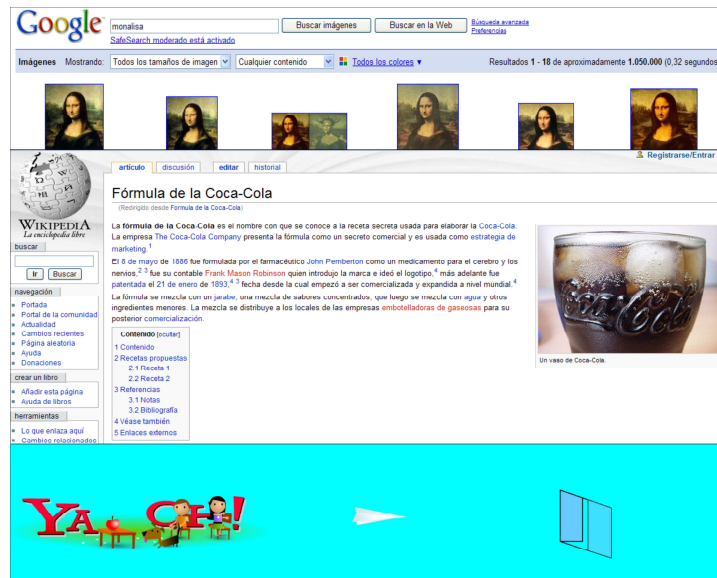 Google
monalisa
Buscar imágenes
Buscar en la Web
Búsqueda avanzada
Preferencias
SafeSearch moderado está activado
Imágenes Mostrando: Todos los tamaños de imagen Cualquier contenido Todos los colores ▼ Resultados 1 - 18 de aproximadamente 1.050.000 (0,32 segundos
Registrarse/Entrar
artículo discusión editar historial
Fórmula de la Coca-Cola
(Redirigido desde Formula de la Coca-Cola)
La fórmula de la Coca-Cola es el nombre con que se conoce a la receta secreta usada para elaborar la Coca-Cola.
La empresa The Coca-Cola Company presenta la fórmula como un secreto comercial y es usada como estrategia de
marketing.1
El 8 de mayo de 1886 fue formulada por el farmacéutico John Pemberton como un medicamento para el cerebro y los
nervios,2 3 fue su contable Frank Mason Robinson quien introdujo la marca e ideó el logotipo,4 más adelante fue
patentada el 21 de enero de 1893,4 3 fecha desde la cual empezó a ser comercializada y expandida a nivel mundial.4
La fórmula se mezcla con un jarabe, una mezcla de sabores concentrados, que luego se mezcla con agua y otros
ingredientes menores. La mezcla se distribuye a los locales de las empresas embotelladoras de gaseosas para su
posterior comercialización.
Contenido [ocultar]
1 Contenido
2 Recetas propuestas
2.1 Receta 1
2.2 Receta 2
3 Referencias
3.1 Notas
3.2 Bibliografía
4 Véase también
5 Enlaces externos
Coca-Cola
Un vaso de Coca-Cola.
WIKIPEDIA
La enciclopedia libre
buscar
Ir Buscar
navegación
Portada
Portal de la comunidad
Actualidad
Cambios recientes
Página aleatoria
Ayuda
Donaciones
crear un libro
Añadir esta página
Ayuda de libros
herramientas
Lo que enlaza aquí
Cambios relacionados
YAHOO!